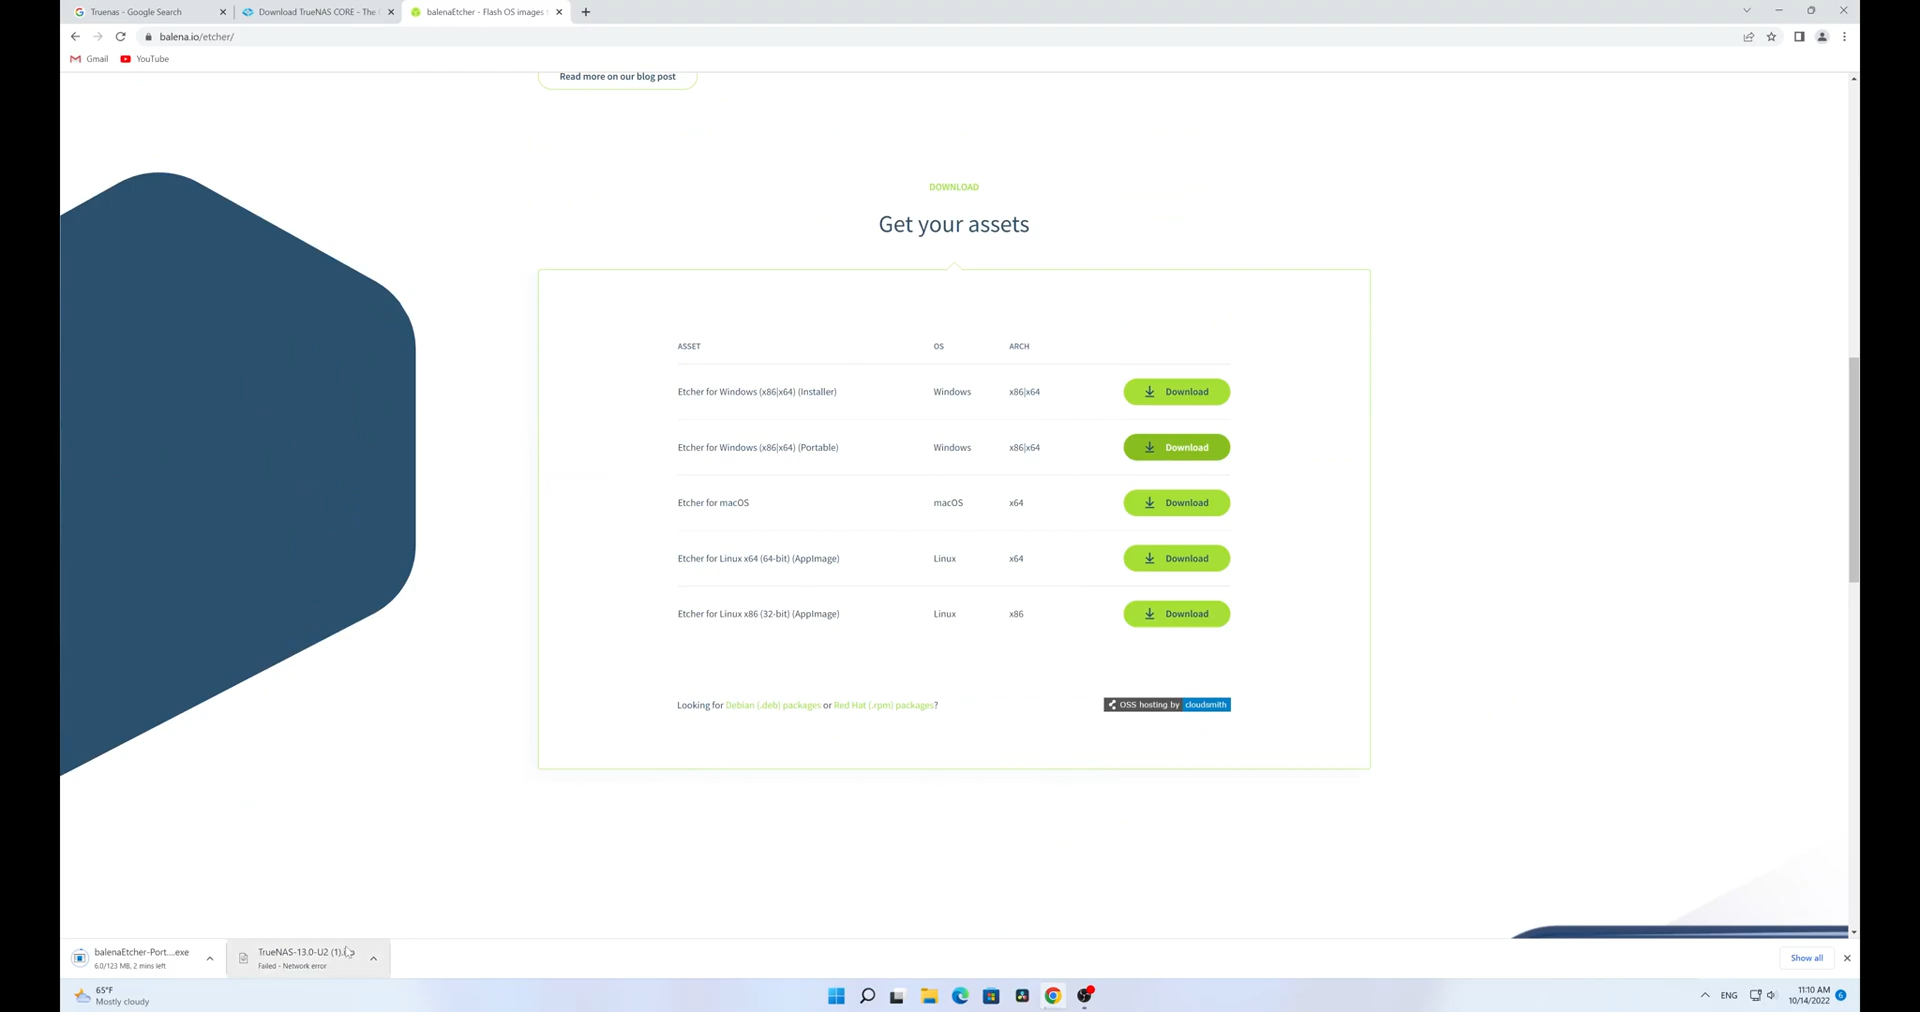 Truenas - Google Search
Download TrueNAS CORE - The
balenaEtcher - Flash OS images
balena.io/etcher/
Gmail
YouTube
Read more on our blog post
DOWNLOAD
Get your assets
ASSET OS ARCH
Etcher for Windows (x86|x64) (Installer) Windows x86|x64 Download
Etcher for Windows (x86|x64) (Portable) Windows x86|x64 Download
Etcher for macOS macOS x64 Download
Etcher for Linux x64 (64-bit) (AppImage) Linux x64 Download
Etcher for Linux x86 (32-bit) (AppImage) Linux x86 Download
Looking for Debian (.deb) packages or Red Hat (.rpm) packages?
OSS hosting by cloudsmith
balenaEtcher-Port....exe
6.0/123 MB, 2 mins left
TrueNAS-13.0-U2 (1)
Failed - Network error
Show all
65°F
Mostly cloudy
ENG
11:10 AM
10/14/2022
6